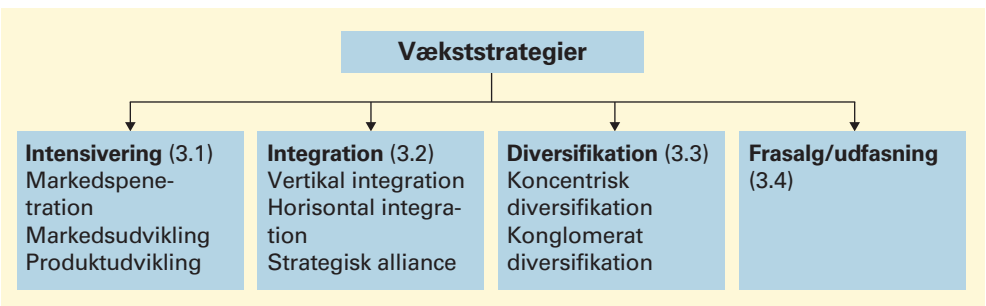 Vækststrategier
Intensivering (3.1)
Markedspene-
tration
Markedsudvikling
Produktudvikling
Integration (3.2)
Vertikal integration
Horisontal integra-
tion
Strategisk alliance
Diversifikation (3.3)
Koncentrisk
diversifikation
Konglomerat
diversifikation
Frasalg/udfasning
(3.4)